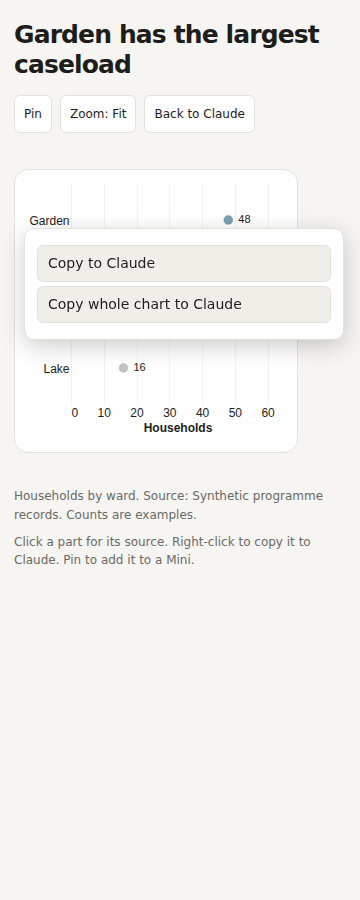 Garden has the largest
caseload
Pin
Zoom: Fit
Back to Claude
Garden
48
Copy to Claude
Copy whole chart to Claude
Lake
16
0 10 20 30 40 50 60
Households
Households by ward. Source: Synthetic programme
records. Counts are examples.
Click a part for its source. Right-click to copy it to
Claude. Pin to add it to a Mini.